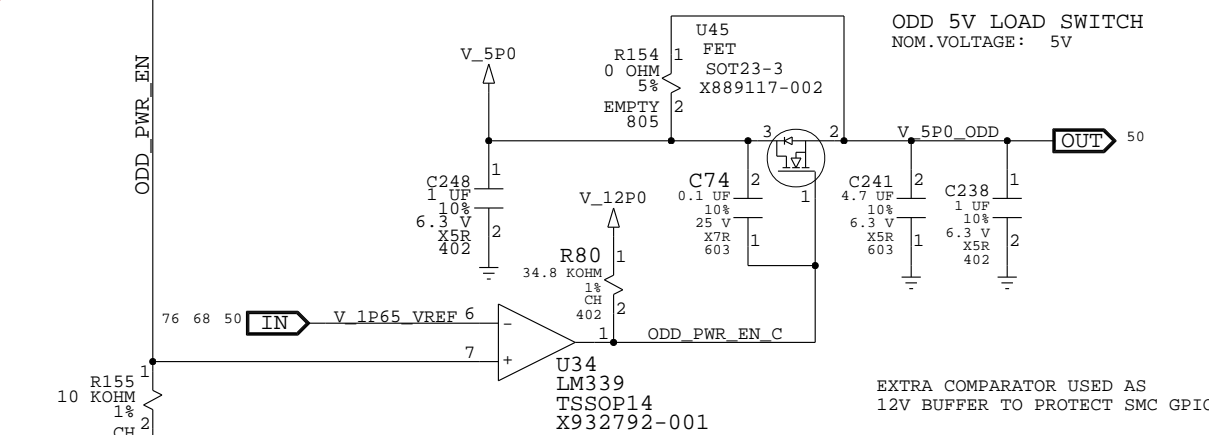 ODD 5V LOAD SWITCH
NOM.VOLTAGE: 5V
U45
FET
SOT23-3
X889117-002
R154 1
0 OHM
5%
EMPTY 2
805
V_5P0
ODD_PWR_EN
3 2
1
V_5P0_ODD
OUT 50
C248 1
1 UF
10%
6.3 V 2
X5R
402
C74 2
0.1 UF
10%
25 V
X7R 1
603
C241 2
4.7 UF
10%
6.3 V
X5R 1
603
C238 1
1 UF
10%
6.3 V 2
X5R
402
V_12P0
R80 1
34.8 KOHM
1%
CH
402 2
76 68 50 IN V_1P65_VREF 6
-
7
+
1 ODD_PWR_EN_C
U34
LM339
TSSOP14
X932792-001
R155 1
10 KOHM
1%
CH 2
EXTRA COMPARATOR USED AS
12V BUFFER TO PROTECT SMC GPIO